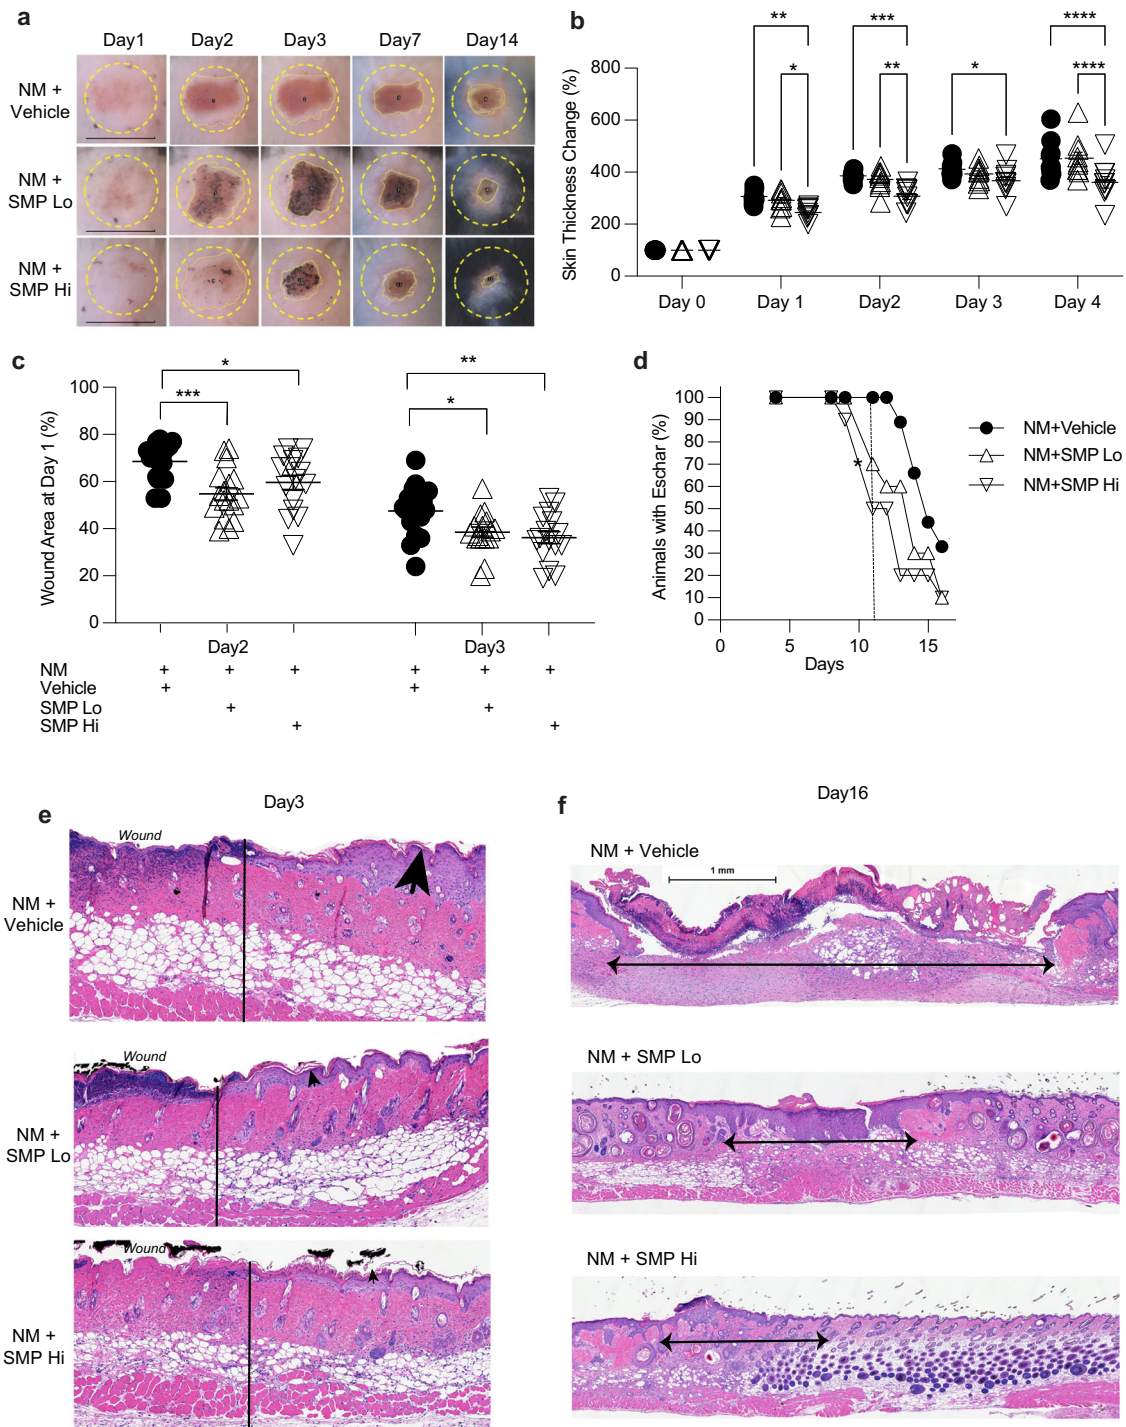 a
Day1 Day2 Day3 Day7 Day14
NM +
Vehicle
NM +
SMP Lo
NM +
SMP Hi
b
** *** * ****
* ** ****
Skin Thickness Change (%)
800
600
400
200
0
Day 0 Day 1 Day2 Day 3 Day 4
c
* **
*** *
Wound Area at Day 1 (%)
100
80
60
40
20
0
Day2 Day3
NM + + + + + +
Vehicle + +
SMP Lo + +
SMP Hi + +
d
Animals with Eschar (%)
100
90
80
70
60
50
40
30
20
10
0
*
0 5 10 15
Days
NM+Vehicle
NM+SMP Lo
NM+SMP Hi
e
Day3
Wound
NM +
Vehicle
Wound
NM +
SMP Lo
Wound
NM +
SMP Hi
f
Day16
NM + Vehicle
1 mm
NM + SMP Lo
NM + SMP Hi